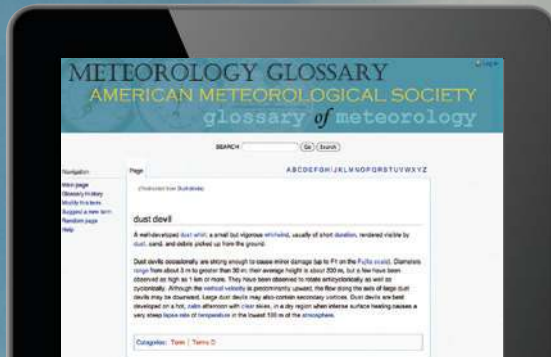 Log in
METEOROLOGY GLOSSARY
AMERICAN METEOROLOGICAL SOCIETY
glossary of meteorology
SEARCH Go Search
Navigation
Main page
Glossary History
Modify this term
Suggest a new term
Random page
Help
Page
A B C D E F G H I J K L M N O P Q R S T U V W X Y Z
(Redirected from Dust devils)
dust devil
A well-developed dust whirl; a small but vigorous whirlwind, usually of short duration, rendered visible by
dust, sand, and debris picked up from the ground.
Dust devils occasionally are strong enough to cause minor damage (up to F1 on the Fujita scale). Diameters
range from about 3 m to greater than 30 m; their average height is about 200 m, but a few have been
observed as high as 1 km or more. They have been observed to rotate anticyclonically as well as
cyclonically. Although the vertical velocity is predominantly upward, the flow along the axis of large dust
devils may be downward. Large dust devils may also contain secondary vortices. Dust devils are best
developed on a hot, calm afternoon with clear skies, in a dry region when intense surface heating causes a
very steep lapse rate of temperature in the lowest 100 m of the atmosphere.
Categories: Term | Terms D